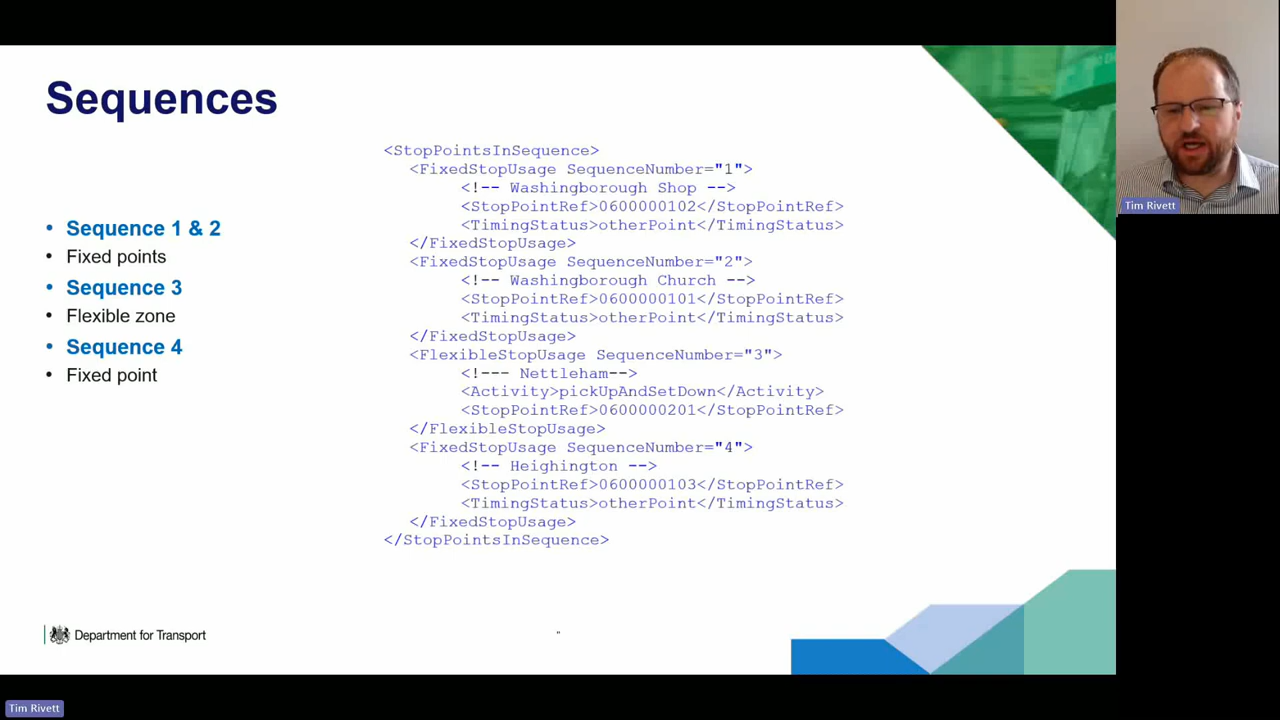 Sequences
• Sequence 1 & 2
• Fixed points
• Sequence 3
• Flexible zone
• Sequence 4
• Fixed point
<StopPointsInSequence>
<FixedStopUsage SequenceNumber="1">
<!-- Washingborough Shop -->
<StopPointRef>0600000102</StopPointRef>
<TimingStatus>otherPoint</TimingStatus>
</FixedStopUsage>
<FixedStopUsage SequenceNumber="2">
<!-- Washingborough Church -->
<StopPointRef>0600000101</StopPointRef>
<TimingStatus>otherPoint</TimingStatus>
</FixedStopUsage>
<FlexibleStopUsage SequenceNumber="3">
<!--- Nettleham-->
<Activity>pickUpAndSetDown</Activity>
<StopPointRef>0600000201</StopPointRef>
</FlexibleStopUsage>
<FixedStopUsage SequenceNumber="4">
<!-- Heighington -->
<StopPointRef>0600000103</StopPointRef>
<TimingStatus>otherPoint</TimingStatus>
</FixedStopUsage>
</StopPointsInSequence>
Department for Transport
"
Tim Rivett
Tim Rivett